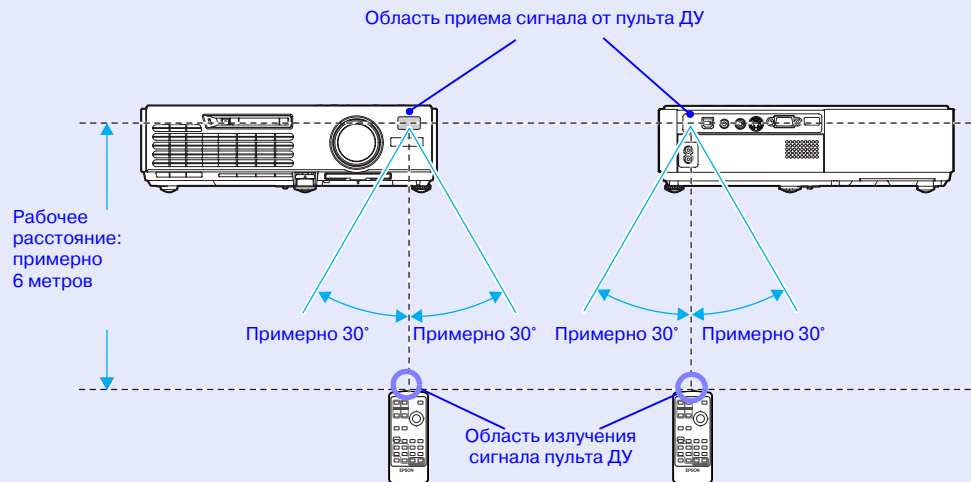 Область приема сигнала от пульта ДУ
Рабочее
расстояние:
примерно
6 метров
Примерно 30˚
Примерно 30˚
Примерно 30˚
Примерно 30˚
Область излучения
сигнала пульта ДУ
EPSON
EPSON